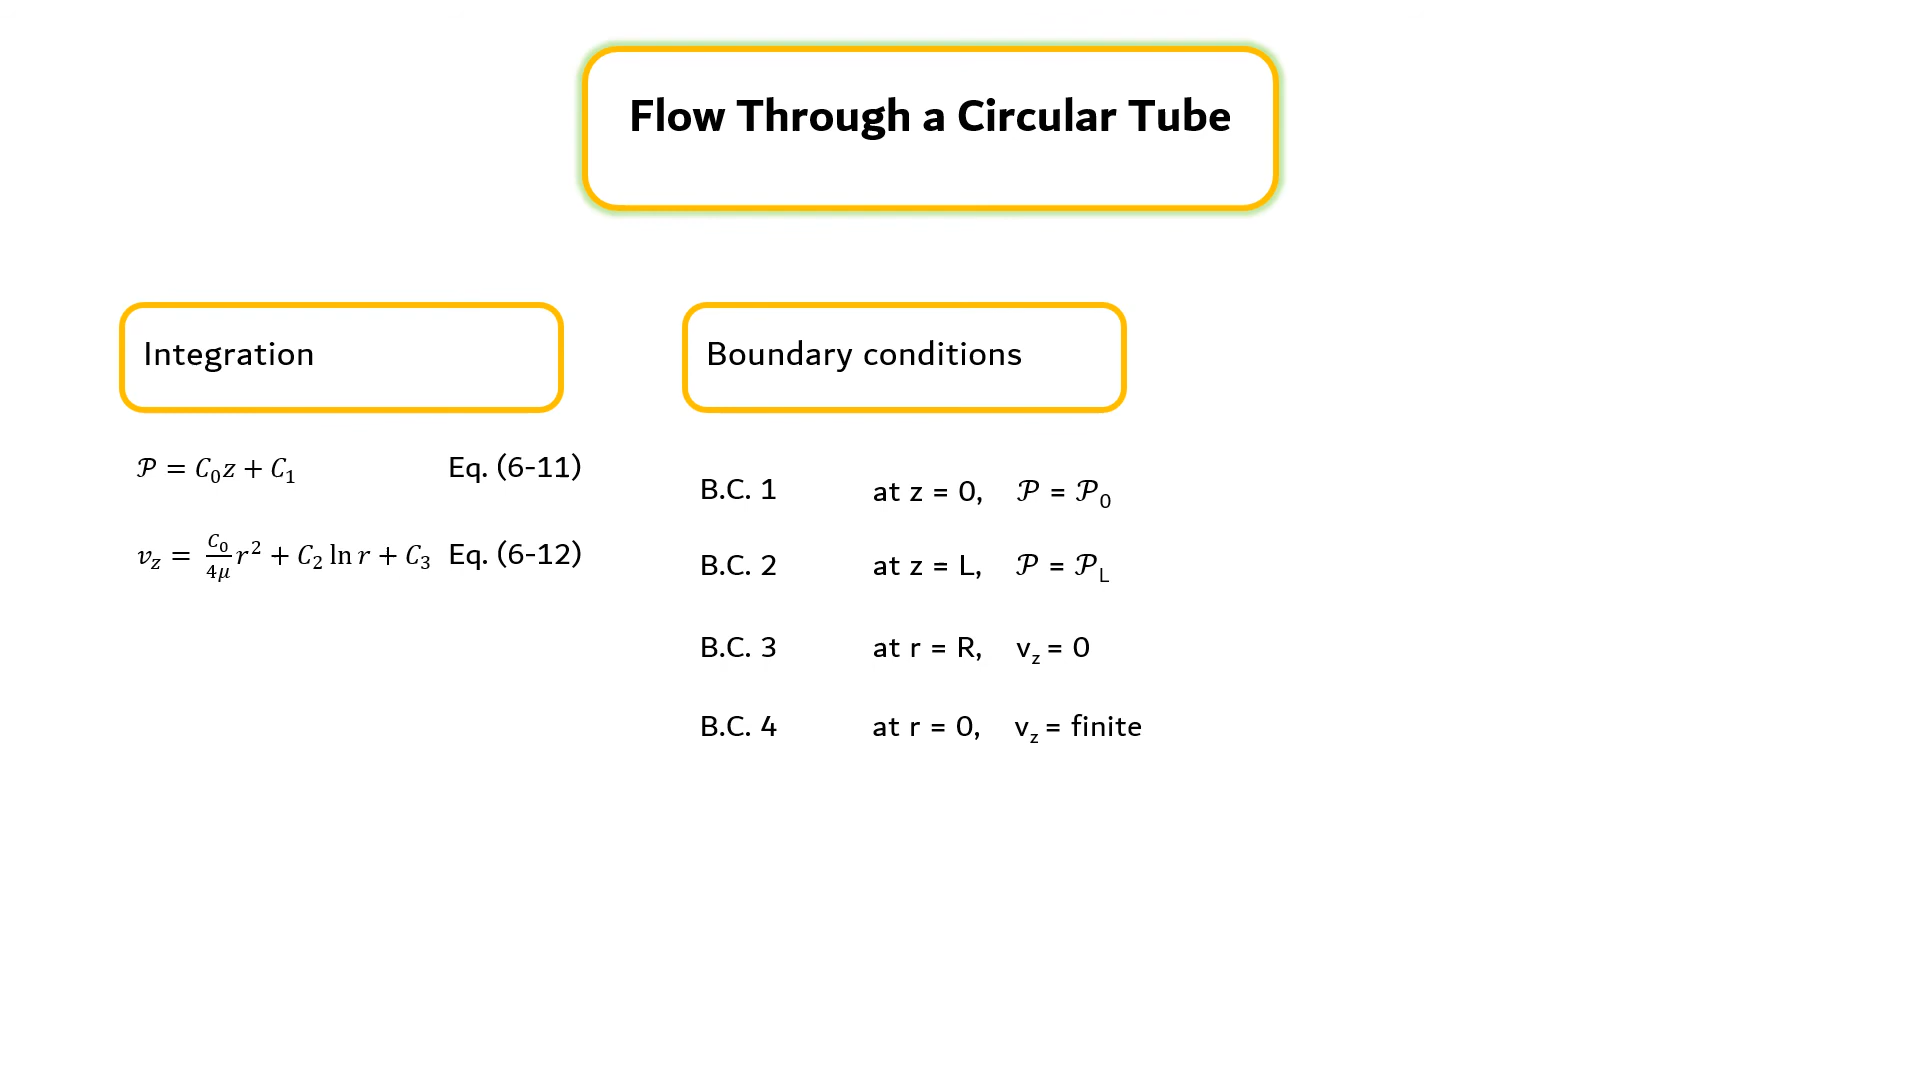 Flow Through a Circular Tube
Integration
𝒫 = C₀z + C₁ Eq. (6-11)
v_z = C₀/4μ r² + C₂ ln r + C₃ Eq. (6-12)
Boundary conditions
B.C. 1 at z = 0, 𝒫 = 𝒫₀
B.C. 2 at z = L, 𝒫 = 𝒫_L
B.C. 3 at r = R, v_z = 0
B.C. 4 at r = 0, v_z = finite